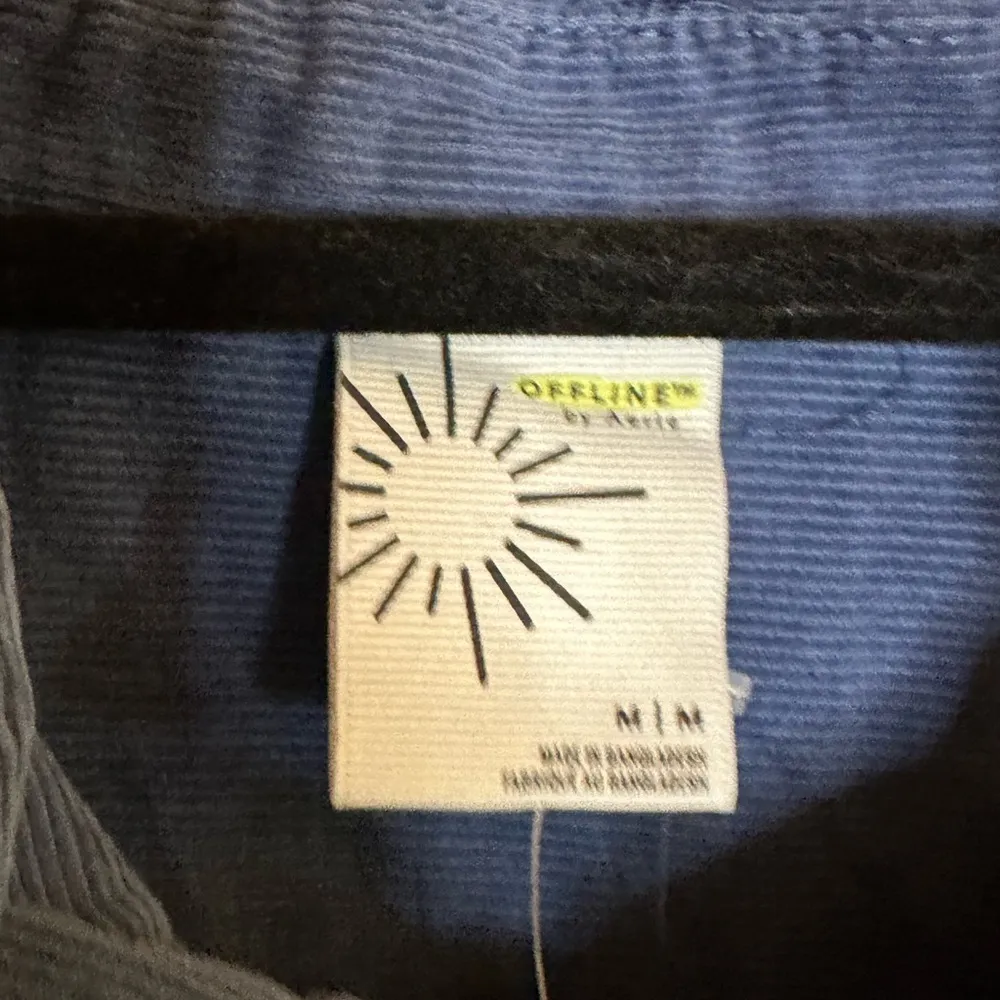 OFFLINE™
by Aerie
M | M
MADE IN BANGLADESH
FABRIQUÉ AU BANGLADESH